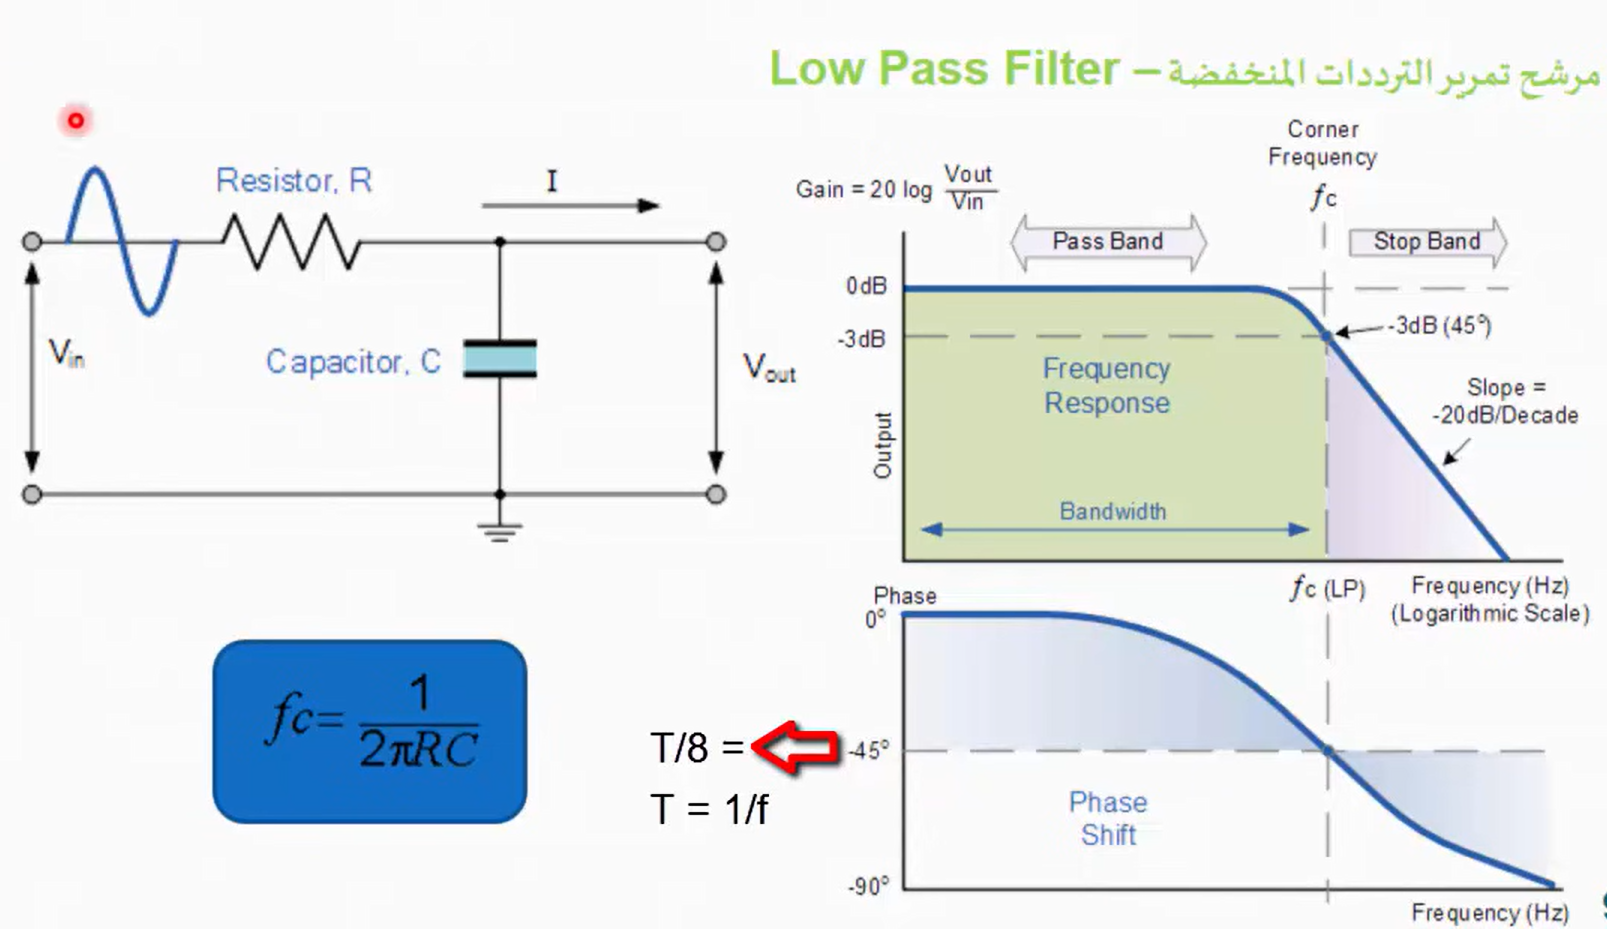 Low Pass Filter – مرشح تمرير الترددات المنخفضة
Resistor, R
I
Vin
Capacitor, C
Vout
fc= 1/2πRC
T/8 =
T = 1/f
Corner
Frequency
fc
Gain = 20 log Vout/Vin
Pass Band
Stop Band
0dB
-3dB
-3dB (45°)
Frequency
Response
Slope =
-20dB/Decade
Output
Bandwidth
fc (LP)
Frequency (Hz)
(Logarithmic Scale)
Phase
0°
-45°
Phase
Shift
-90°
Frequency (Hz)